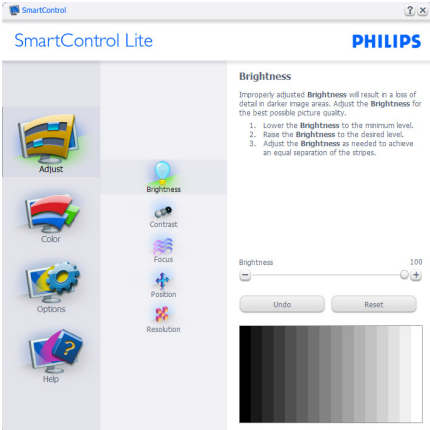 SmartControl
SmartControl Lite
PHILIPS
Adjust
Color
Options
Help
Brightness
Contrast
Focus
Position
Resolution
Brightness
Improperly adjusted Brightness will result in a loss of
detail in darker image areas. Adjust the Brightness for
the best possible picture quality.
1. Lower the Brightness to the minimum level.
2. Raise the Brightness to the desired level.
3. Adjust the Brightness as needed to achieve
an equal separation of the stripes.
Brightness 100
Undo Reset